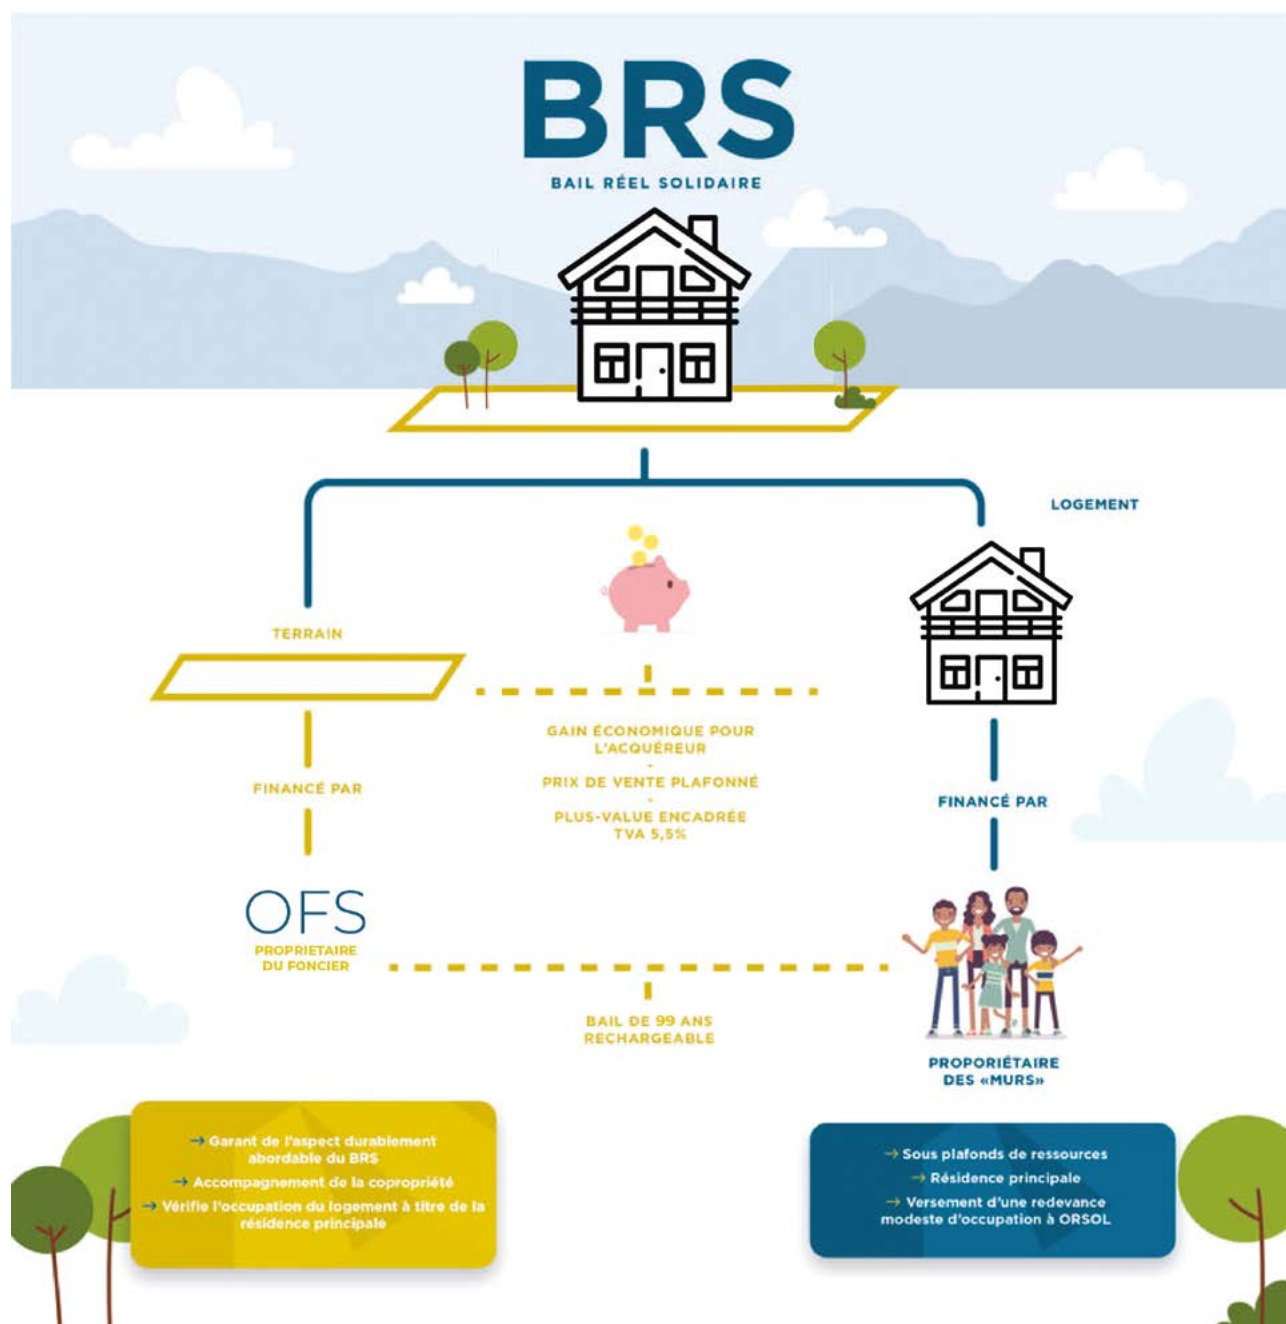 BRS
BAIL RÉEL SOLIDAIRE
LOGEMENT
TERRAIN
GAIN ÉCONOMIQUE POUR
L'ACQUÉREUR
-
PRIX DE VENTE PLAFONNÉ
-
PLUS-VALUE ENCADRÉE
TVA 5,5%
FINANCÉ PAR
FINANCÉ PAR
OFS
PROPRIETAIRE
DU FONCIER
BAIL DE 99 ANS
RECHARGEABLE
PROPORIÉTAIRE
DES «MURS»
→ Garant de l'aspect durablement
abordable du BRS
→ Accompagnement de la copropriété
→ Vérifie l'occupation du logement à titre de la
résidence principale
→ Sous plafonds de ressources
→ Résidence principale
→ Versement d'une redevance
modeste d'occupation à ORSOL